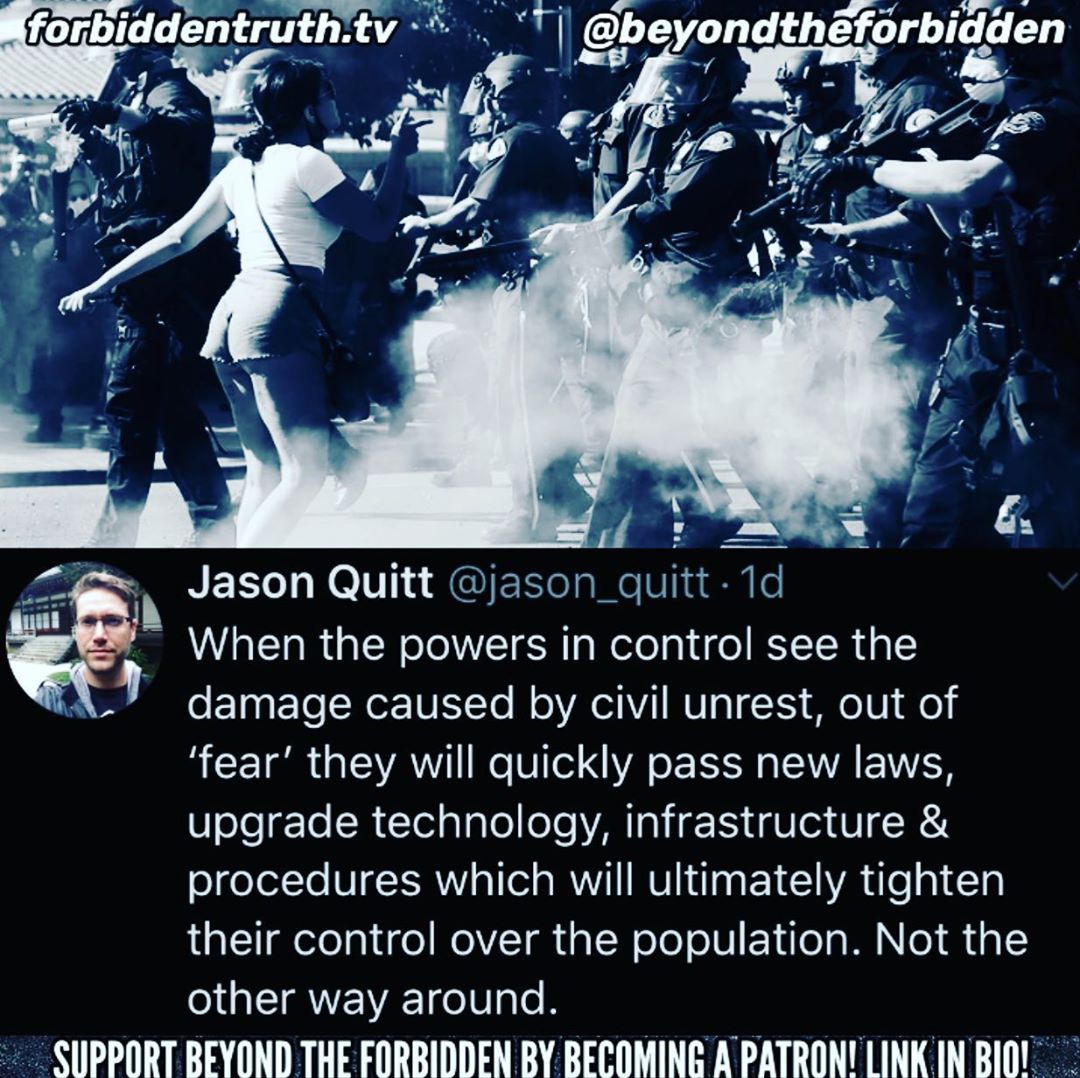 forbiddentruth.tv @beyondtheforbidden
Jason Quitt @jason_quitt · 1d
When the powers in control see the
damage caused by civil unrest, out of
‘fear’ they will quickly pass new laws,
upgrade technology, infrastructure &
procedures which will ultimately tighten
their control over the population. Not the
other way around.
SUPPORT BEYOND THE FORBIDDEN BY BECOMING A PATRON! LINK IN BIO!